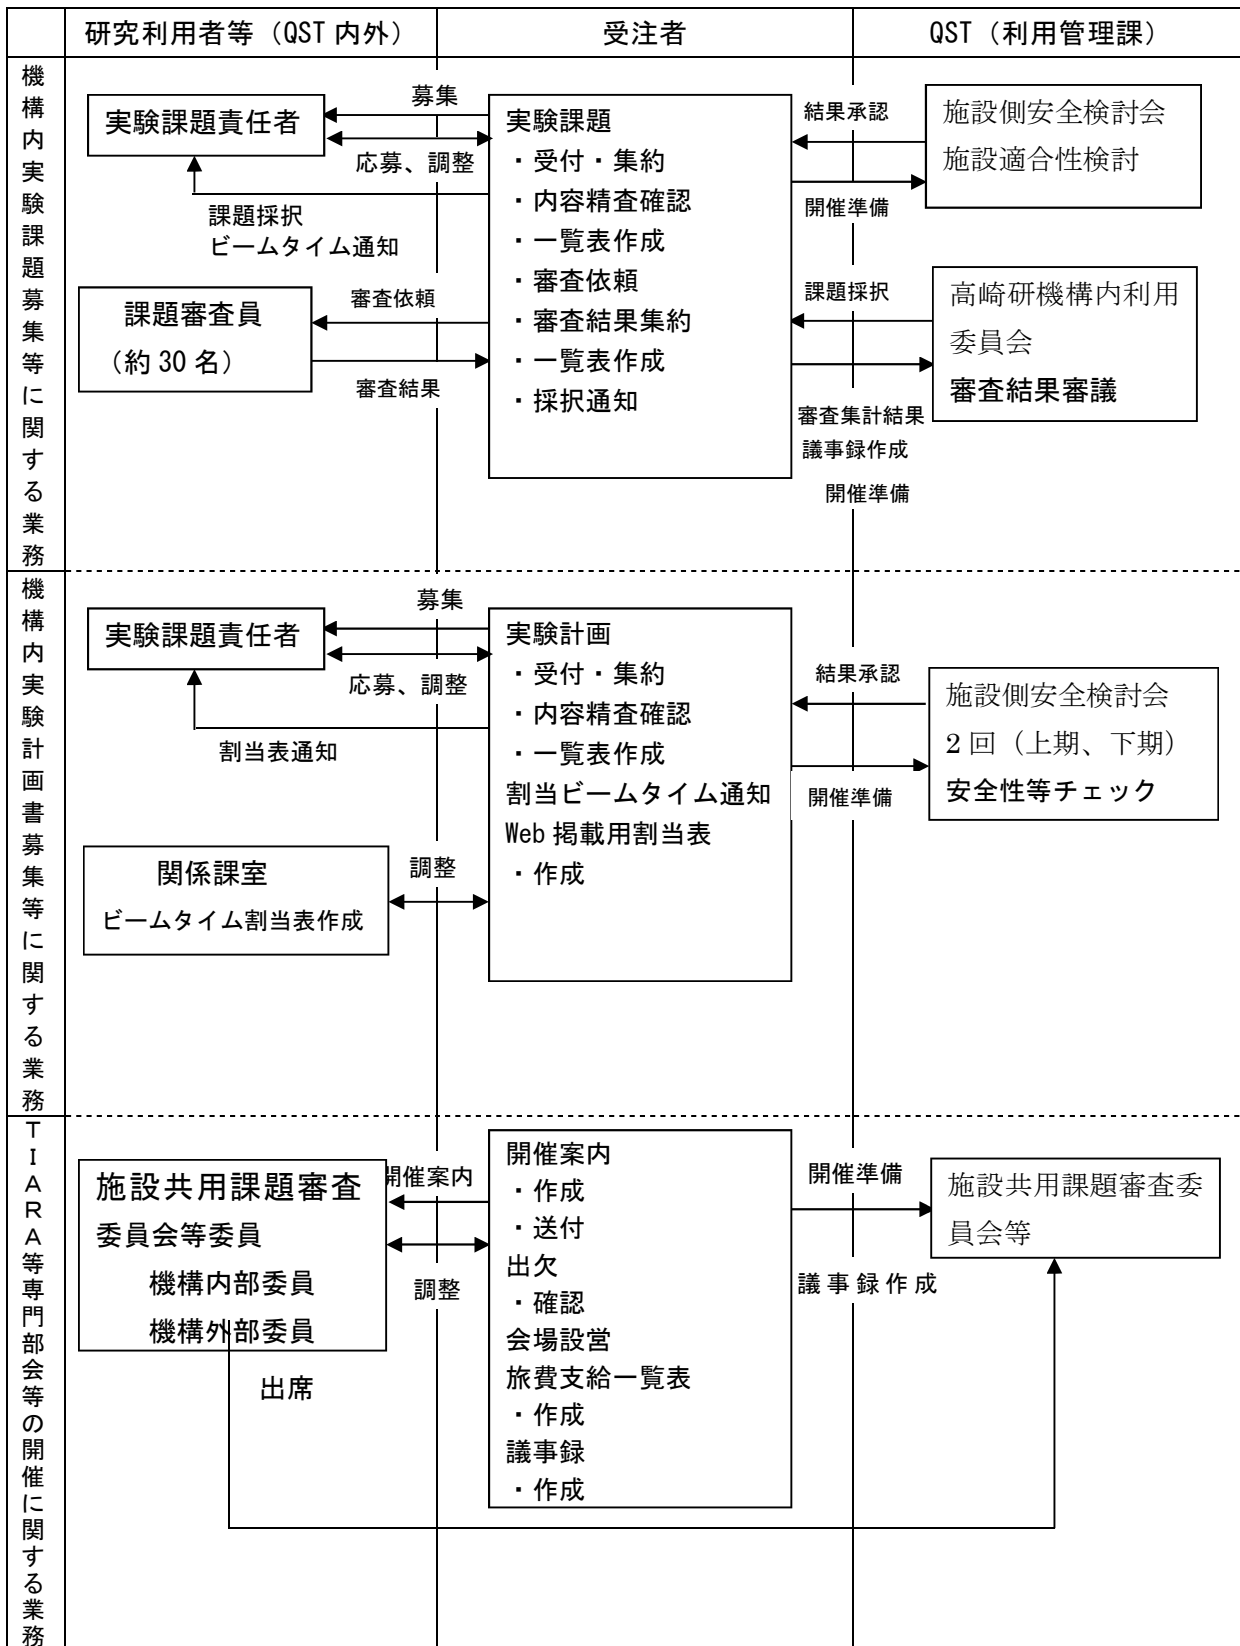 研究利用者等（QST 内外）
受注者
QST（利用管理課）
機構内実験課題募集等に関する業務
実験課題責任者
募集
応募、調整
課題採択
ビームタイム通知
課題審査員
（約 30 名）
審査依頼
審査結果
実験課題
・受付・集約
・内容精査確認
・一覧表作成
・審査依頼
・審査結果集約
・一覧表作成
・採択通知
結果承認
開催準備
施設側安全検討会
施設適合性検討
課題採択
審査集計結果
議事録作成
開催準備
高崎研機構内利用
委員会
審査結果審議
機構内実験計画書募集等に関する業務
実験課題責任者
募集
応募、調整
割当表通知
関係課室
ビームタイム割当表作成
調整
実験計画
・受付・集約
・内容精査確認
・一覧表作成
割当ビームタイム通知
Web 掲載用割当表
・作成
結果承認
開催準備
施設側安全検討会
2 回（上期、下期）
安全性等チェック
ＴＩＡＲＡ等専門部会等の開催に関する業務
施設共用課題審査
委員会等委員
機構内部委員
機構外部委員
開催案内
調整
出席
開催案内
・作成
・送付
出欠
・確認
会場設営
旅費支給一覧表
・作成
議事録
・作成
開催準備
議事録作成
施設共用課題審査委
員会等